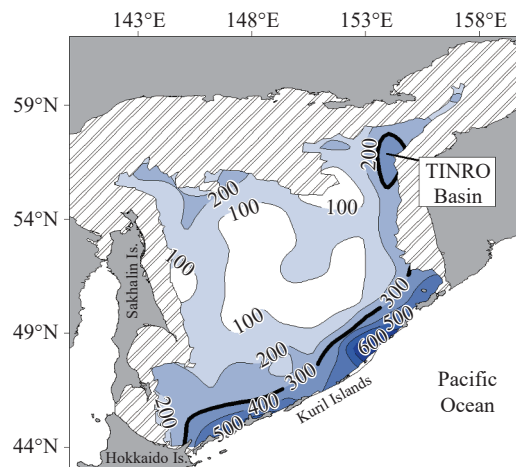 143°E 148°E 153°E 158°E
59°N
200
TINRO
Basin
200
54°N
100
100
Sakhalin Is.
100
300
49°N
100
500
200
600
300
Pacific
Ocean
Kuril Islands
200
400
500
44°N
Hokkaido Is.